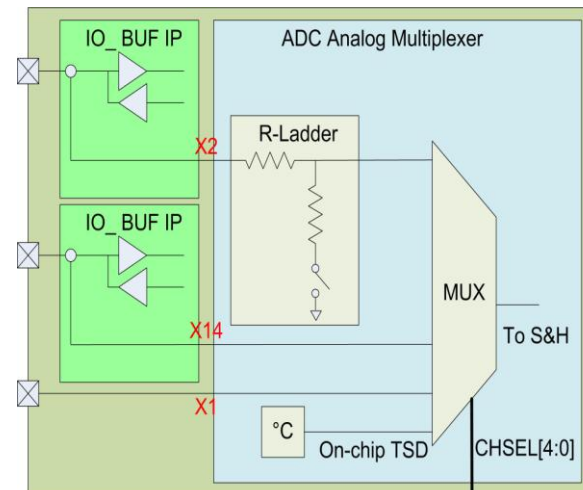 IO_ BUF IP
ADC Analog Multiplexer
R-Ladder
X2
IO_ BUF IP
MUX
To S&H
X14
X1
°C
On-chip TSD
CHSEL[4:0]